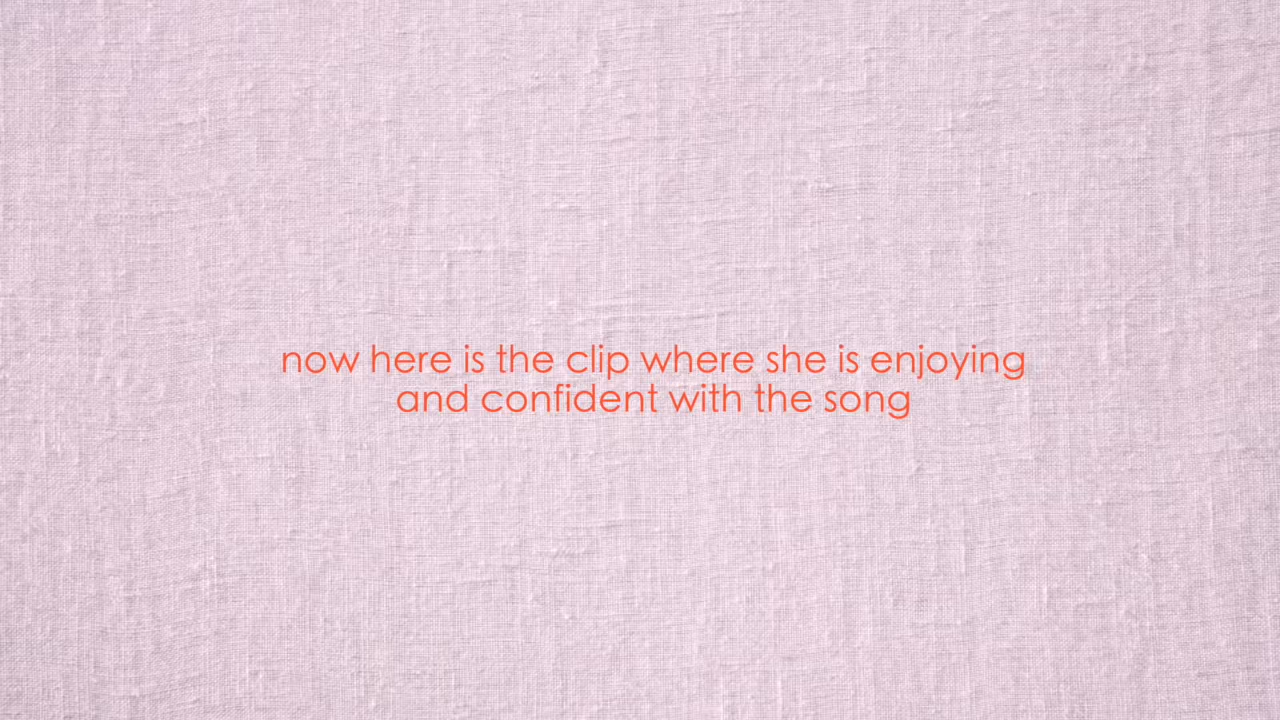 now here is the clip where she is enjoying
and confident with the song